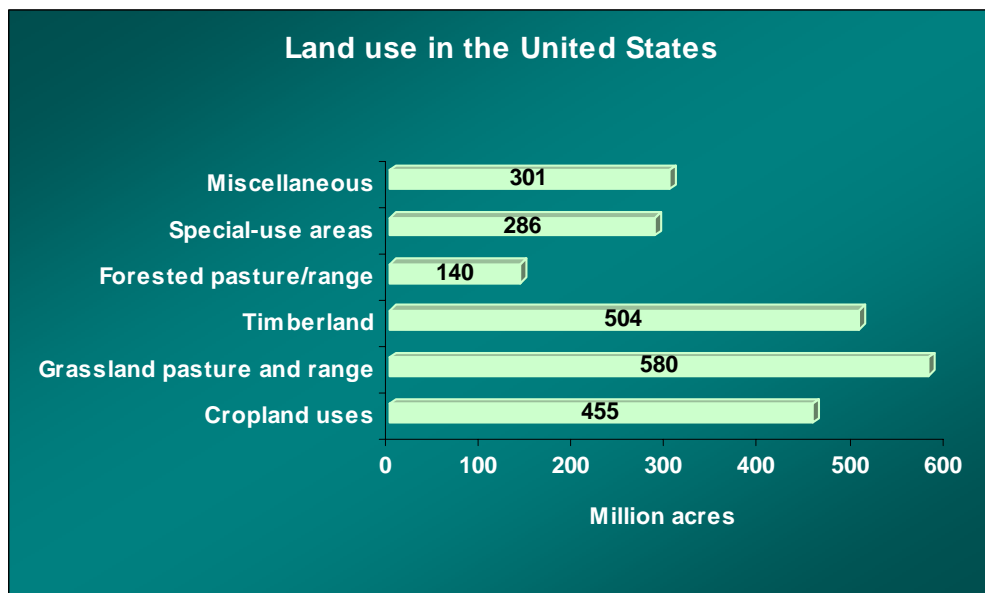 Land use in the United States
Miscellaneous 301
Special-use areas 286
Forested pasture/range 140
Timberland 504
Grassland pasture and range 580
Cropland uses 455
0 100 200 300 400 500 600
Million acres